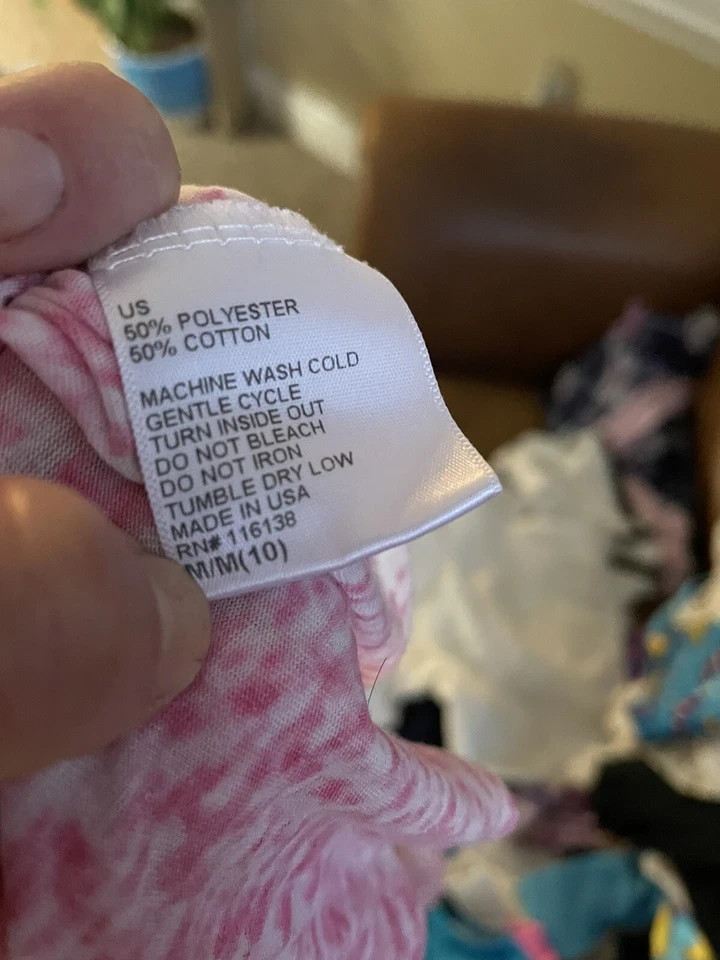 US
50% POLYESTER
50% COTTON
MACHINE WASH COLD
GENTLE CYCLE
TURN INSIDE OUT
DO NOT BLEACH
DO NOT IRON
TUMBLE DRY LOW
MADE IN USA
RN# 116138
M/M(10)